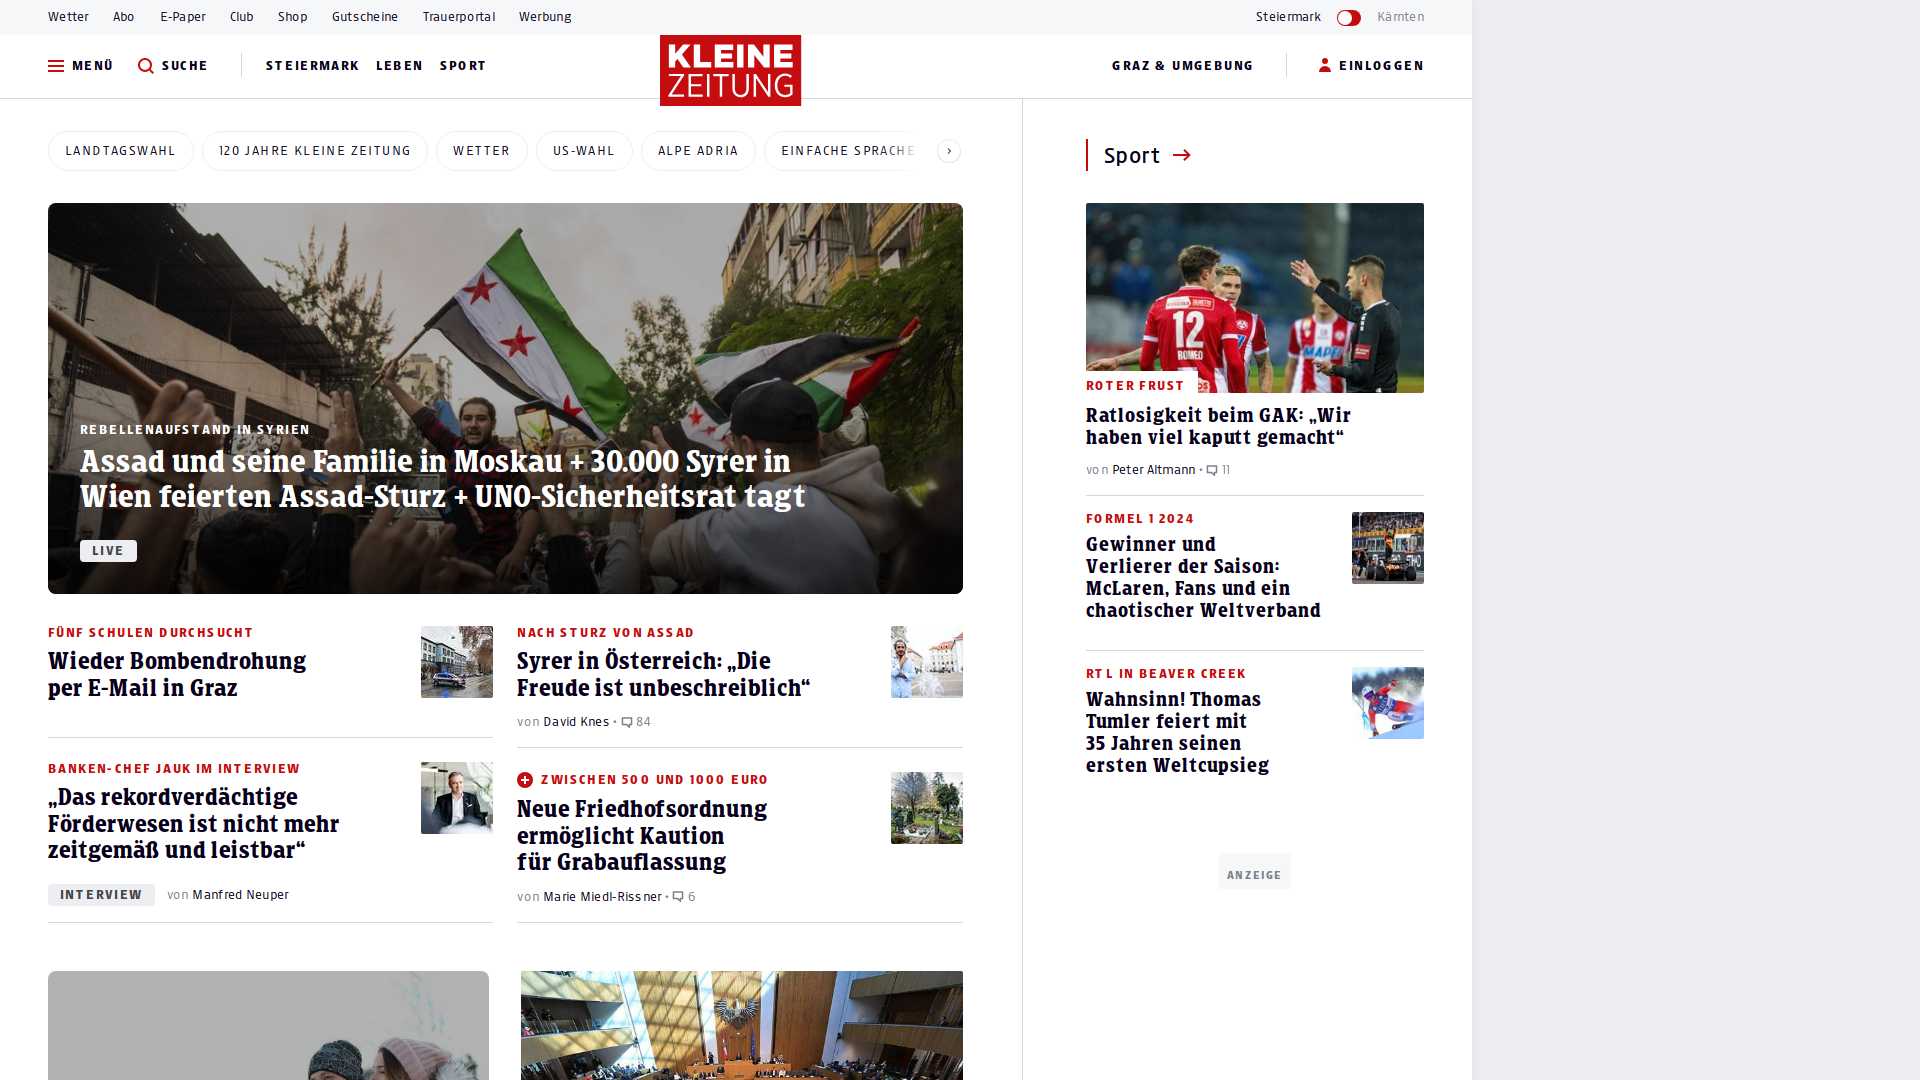 Wetter Abo E-Paper Club Shop Gutscheine Trauerportal Werbung Steiermark Kärnten
MENÜ SUCHE STEIERMARK LEBEN SPORT KLEINE ZEITUNG GRAZ & UMGEBUNG EINLOGGEN
LANDTAGSWAHL 120 JAHRE KLEINE ZEITUNG WETTER US-WAHL ALPE ADRIA EINFACHE SPRACHE
REBELLENAUFSTAND IN SYRIEN
Assad und seine Familie in Moskau + 30.000 Syrer in
Wien feierten Assad-Sturz + UNO-Sicherheitsrat tagt
LIVE
FÜNF SCHULEN DURCHSUCHT
Wieder Bombendrohung
per E-Mail in Graz
NACH STURZ VON ASSAD
Syrer in Österreich: „Die
Freude ist unbeschreiblich“
von David Knes • 84
BANKEN-CHEF JAUK IM INTERVIEW
„Das rekordverdächtige
Förderwesen ist nicht mehr
zeitgemäß und leistbar“
INTERVIEW von Manfred Neuper
ZWISCHEN 500 UND 1000 EURO
Neue Friedhofsordnung
ermöglicht Kaution
für Grabauflassung
von Marie Miedl-Rissner • 6
Sport →
12
ROMEO
ROTER FRUST
Ratlosigkeit beim GAK: „Wir
haben viel kaputt gemacht“
von Peter Altmann • 11
FORMEL 1 2024
Gewinner und
Verlierer der Saison:
McLaren, Fans und ein
chaotischer Weltverband
RTL IN BEAVER CREEK
Wahnsinn! Thomas
Tumler feiert mit
35 Jahren seinen
ersten Weltcupsieg
ANZEIGE